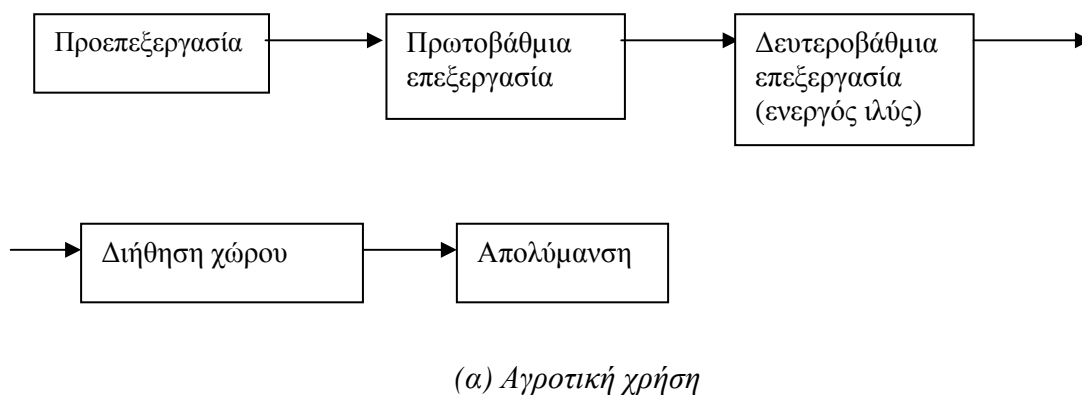 Προεπεξεργασία
Πρωτοβάθμια
επεξεργασία
Δευτεροβάθμια
επεξεργασία
(ενεργός ιλύς)
Διήθηση χώρου
Απολύμανση
(α) Αγροτική χρήση